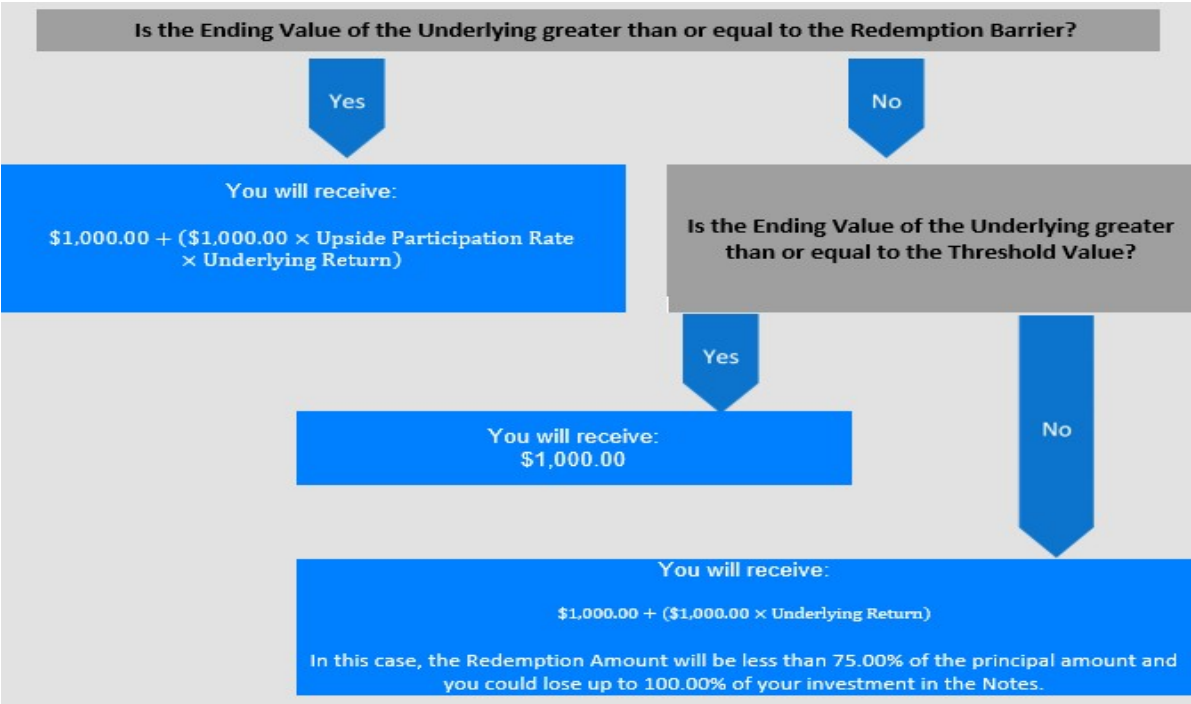 Is the Ending Value of the Underlying greater than or equal to the Redemption Barrier?
Yes
No
You will receive:
$1,000.00 + ($1,000.00 × Upside Participation Rate
× Underlying Return)
Is the Ending Value of the Underlying greater
than or equal to the Threshold Value?
Yes
No
You will receive:
$1,000.00
You will receive:
$1,000.00 + ($1,000.00 × Underlying Return)
In this case, the Redemption Amount will be less than 75.00% of the principal amount and
you could lose up to 100.00% of your investment in the Notes.